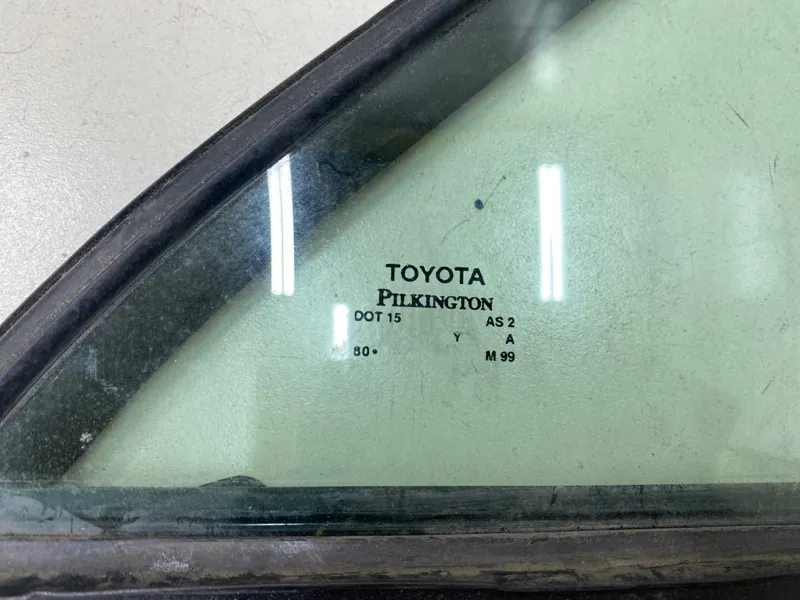 TOYOTA
PILKINGTON
DOT 15 AS 2
Y A
80• M 99